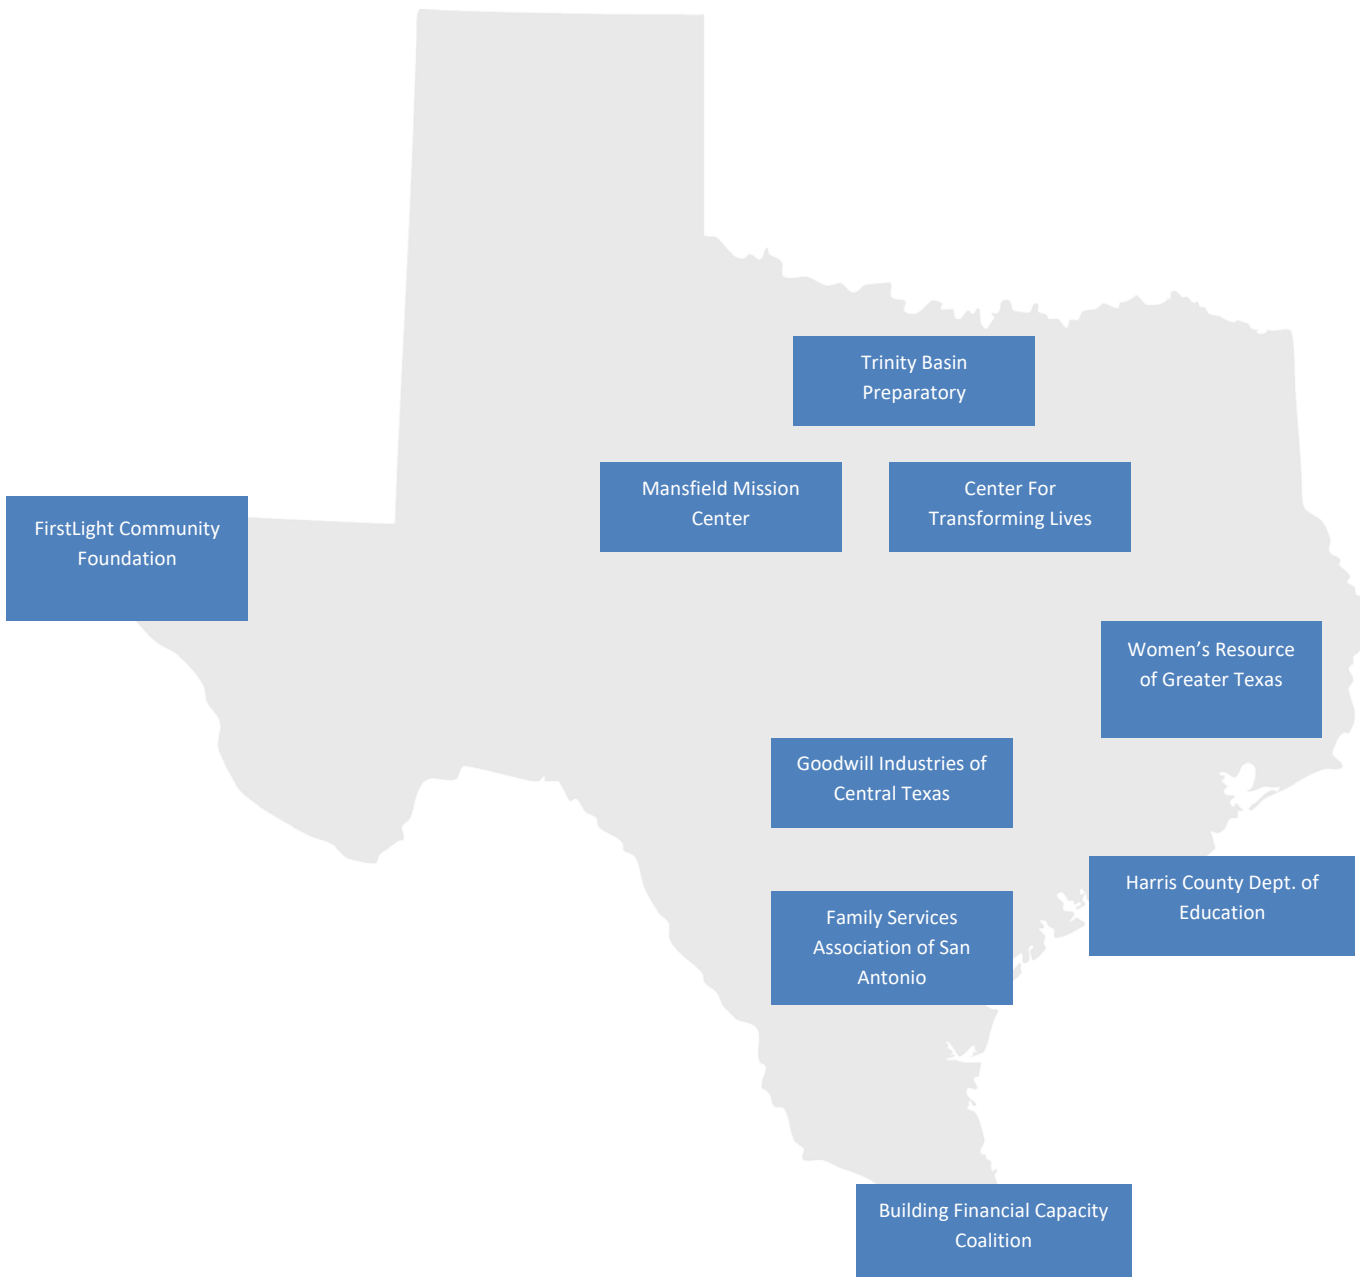 Trinity Basin
Preparatory
Mansfield Mission
Center
Center For
Transforming Lives
FirstLight Community
Foundation
Women’s Resource
of Greater Texas
Goodwill Industries of
Central Texas
Harris County Dept. of
Education
Family Services
Association of San
Antonio
Building Financial Capacity
Coalition